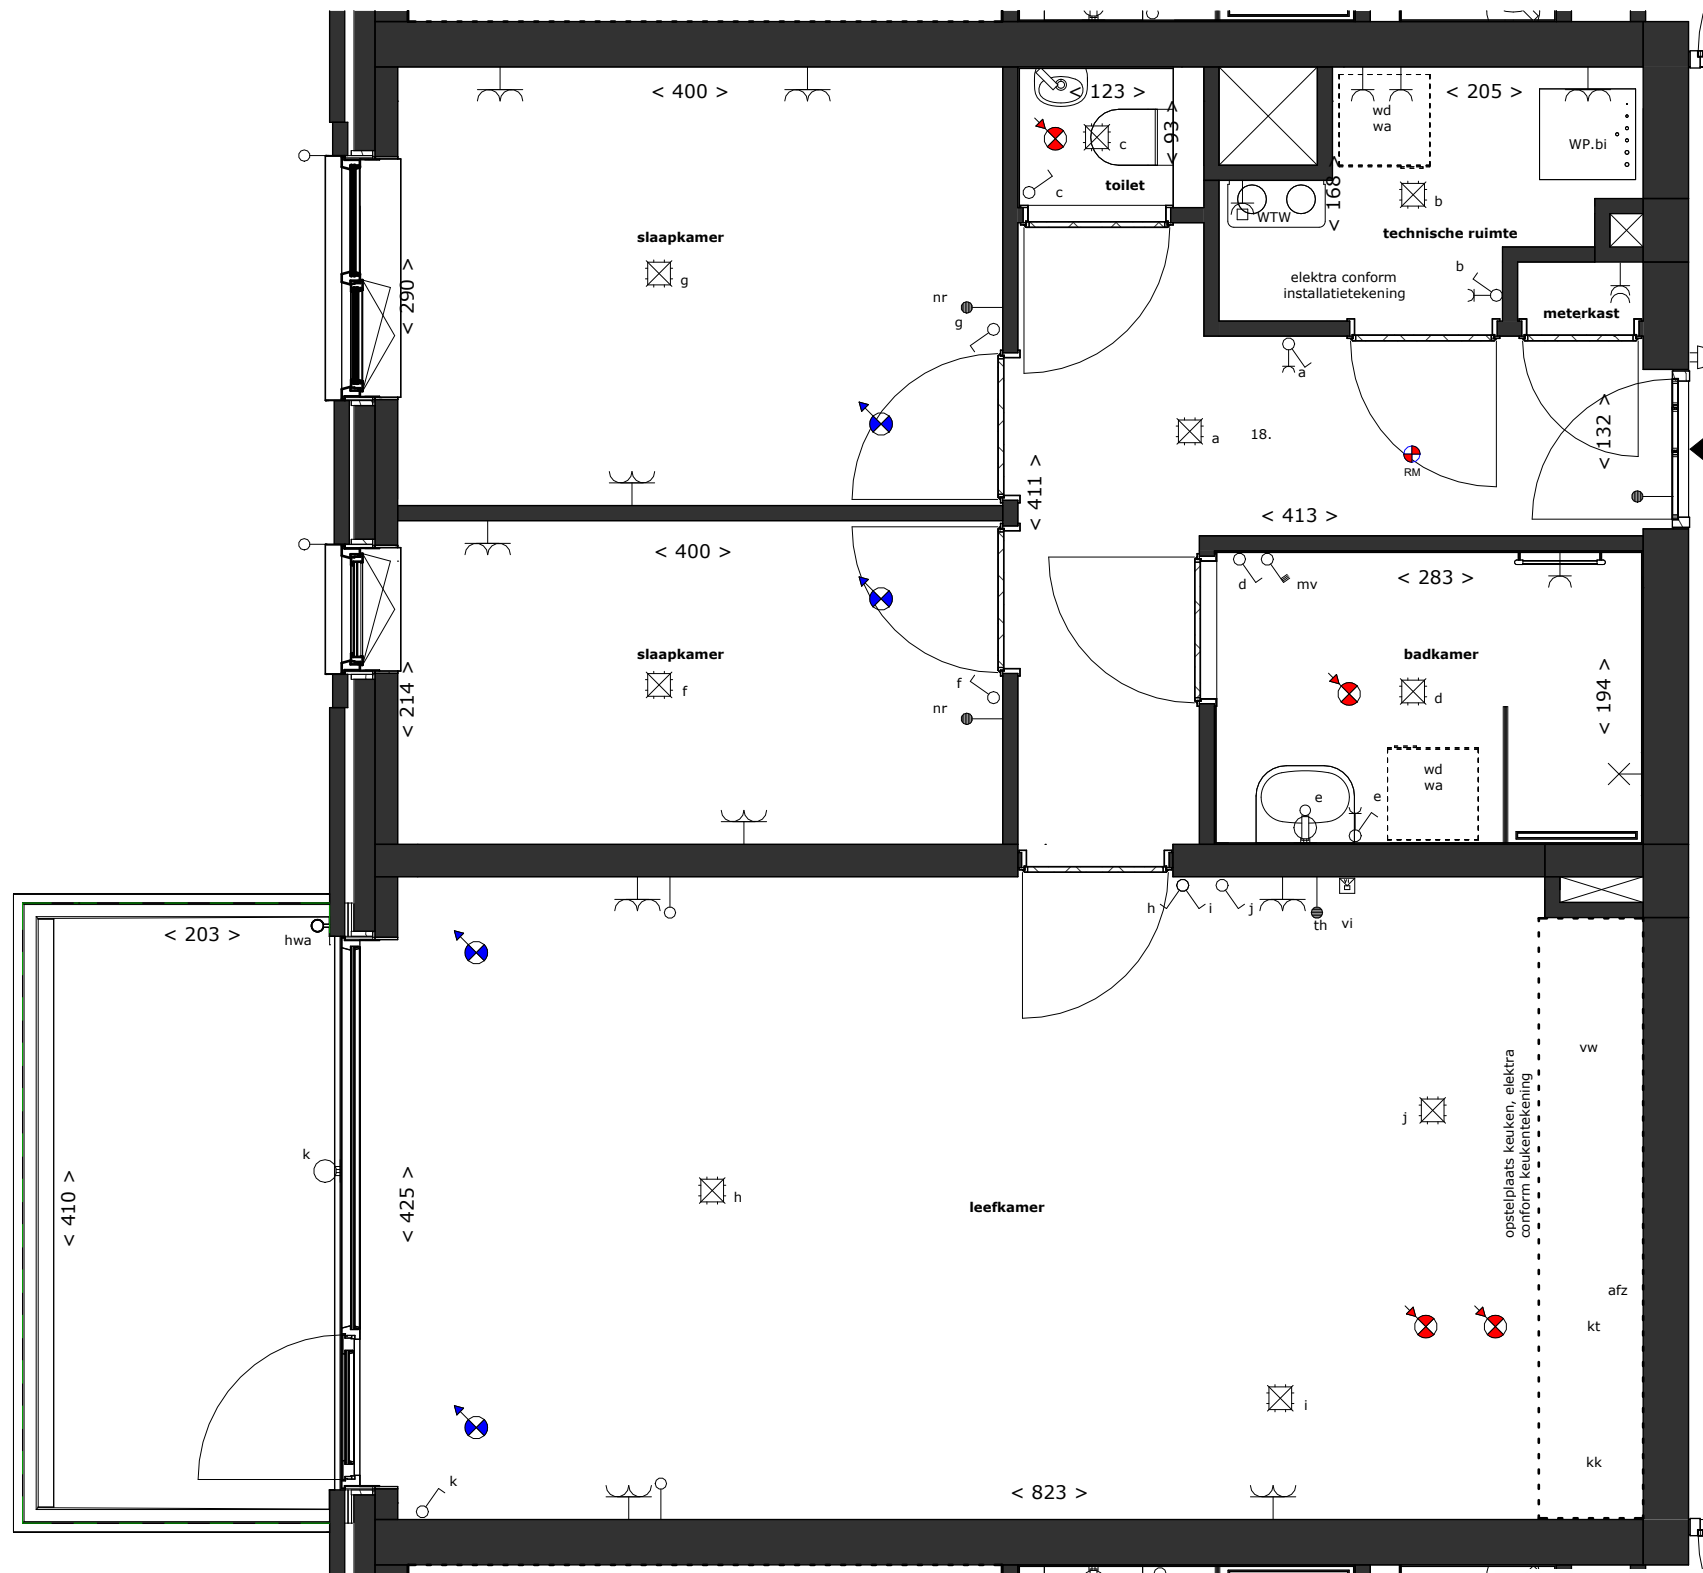 < 400 >
< 123 >
< 93 >
c
c
toilet
wd
wa
< 205 >
WP.bi
< 168 >
b
WTW
technische ruimte
elektra conform
installatietekening
b
meterkast
slaapkamer
g
< 290 >
nr
g
a
a
18.
RM
< 132 >
< 411 >
< 413 >
< 400 >
slaapkamer
f
f
nr
< 214 >
d
mv
< 283 >
badkamer
d
< 194 >
wd
wa
e
e
< 203 >
hwa
h
i
j
th
vi
k
< 410 >
< 425 >
h
leefkamer
j
opstelplaats keuken, elektra
conform keukentekening
vw
afz
kt
i
kk
k
< 823 >